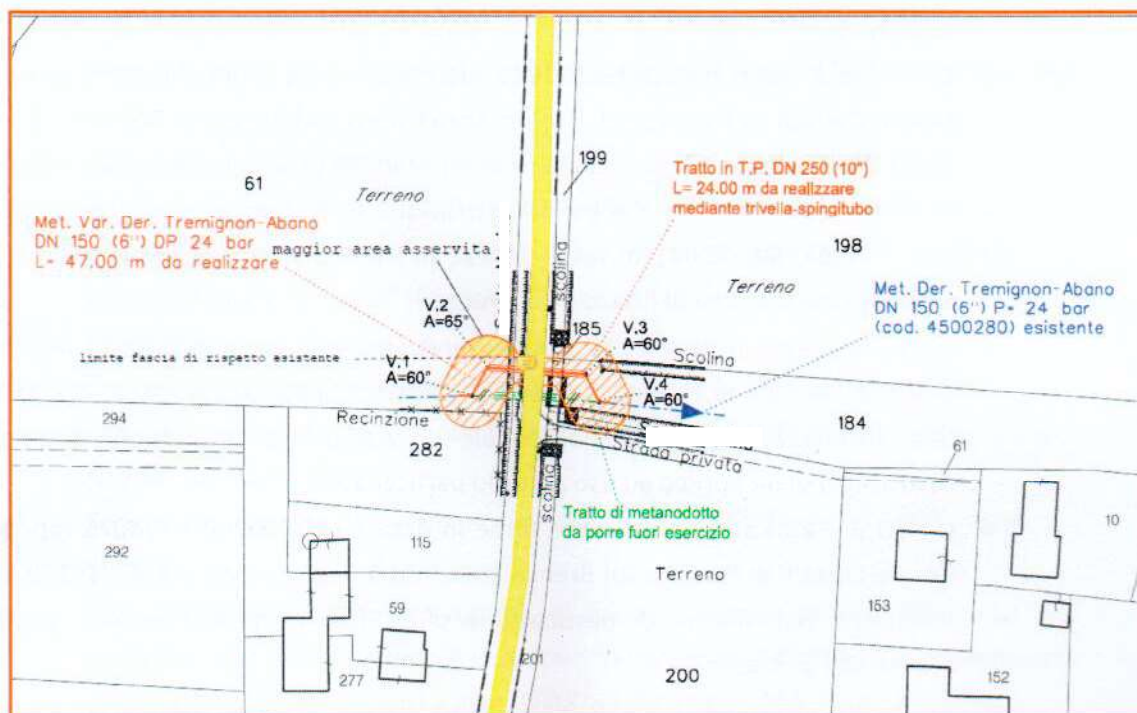 199
Tratto in T.P. DN 250 (10")
L= 24.00 m da realizzare
mediante trivella-spingitubo
61
Terreno
Met. Var. Der. Tremignon-Abano
DN 150 (6") DP 24 bar
L- 47.00 m da realizzare
maggior area asservita
198
scolina
Terreno
Met. Der. Tremignon-Abano
DN 150 (6") P= 24 bar
(cod. 4500280) esistente
V.2
A=65°
185
V.3
A=60°
limite fascia di rispetto esistente
Scolina
V.1
A=60°
V.4
A=60°
294
Recinzione
184
282
Strada privata
61
scolina
Tratto di metanodotto
da porre fuori esercizio
10
292
115
Terreno
153
59
201
277
200
152